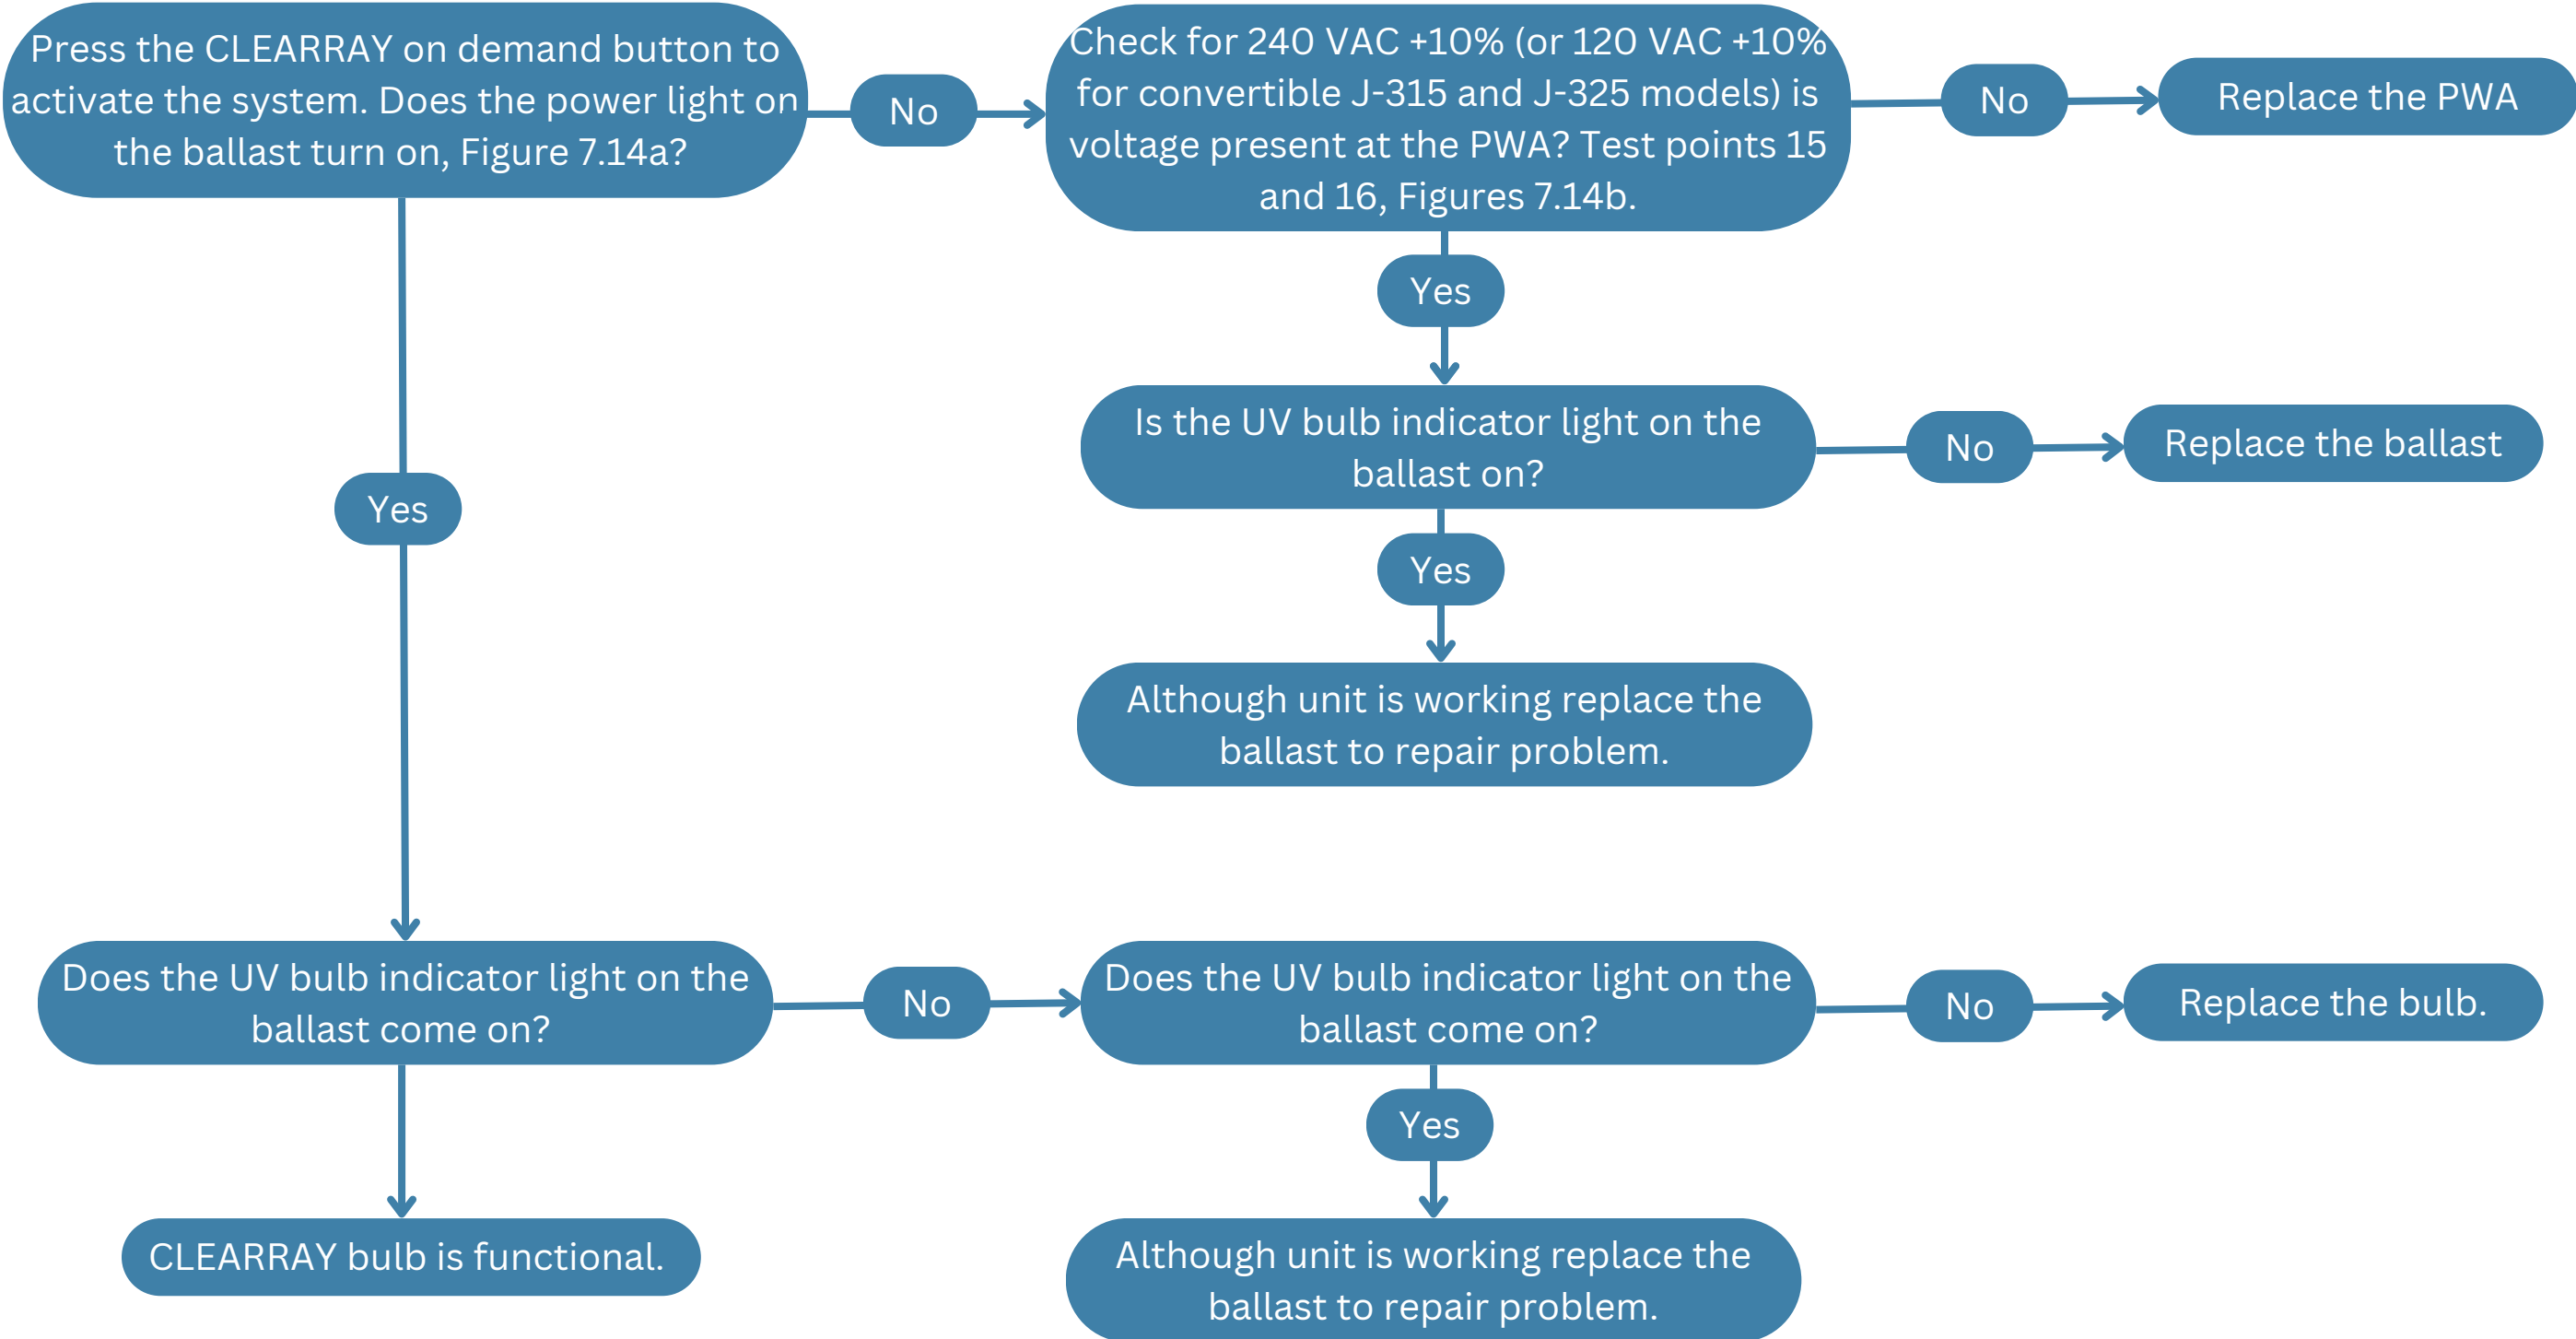 Press the CLEARRAY on demand button to
activate the system. Does the power light on
the ballast turn on, Figure 7.14a?
No
Check for 240 VAC +10% (or 120 VAC +10%
for convertible J-315 and J-325 models) is
voltage present at the PWA? Test points 15
and 16, Figures 7.14b.
No
Replace the PWA
Yes
Is the UV bulb indicator light on the
ballast on?
No
Replace the ballast
Yes
Yes
Although unit is working replace the
ballast to repair problem.
Does the UV bulb indicator light on the
ballast come on?
No
Does the UV bulb indicator light on the
ballast come on?
No
Replace the bulb.
Yes
CLEARRAY bulb is functional.
Although unit is working replace the
ballast to repair problem.